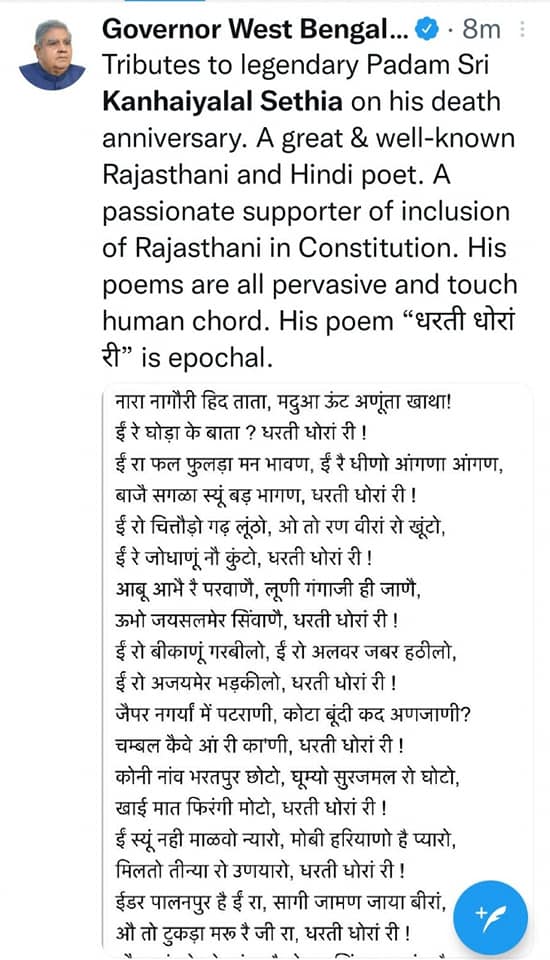 Governor West Bengal... · 8m
Tributes to legendary Padam Sri
Kanhaiyalal Sethia on his death
anniversary. A great & well-known
Rajasthani and Hindi poet. A
passionate supporter of inclusion
of Rajasthani in Constitution. His
poems are all pervasive and touch
human chord. His poem “धरती धोरां
री” is epochal.
नारा नागौरी हिद ताता, मदुआ ऊंट अणूंता खाथा!
ईं रे घोड़ा के बाता ? धरती धोरां री !
ईं रा फल फुलड़ा मन भावण, ईं रै धीणो आंगणा आंगण,
बाजै सगळा स्यूं बड़ भागण, धरती धोरां री !
ईं रो चित्तौड़ो गढ़ लूंठो, ओ तो रण वीरां रो खूंटो,
ईं रे जोधाणूं नौ कुंटो, धरती धोरां री !
आबू आभै रै परवाणै, लूणी गंगाजी ही जाणै,
ऊभो जयसलमेर सिंवाणै, धरती धोरां री !
ईं रो बीकाणूं गरबीलो, ईं रो अलवर जबर हठीलो,
ईं रो अजयमेर भड़कीलो, धरती धोरां री !
जैपर नगर्यां में पटराणी, कोटा बूंदी कद अणजाणी?
चम्बल कैवे आं री का'णी, धरती धोरां री !
कोनी नांव भरतपुर छोटो, घूम्यो सुरजमल रो घोटो,
खाई मात फिरंगी मोटो, धरती धोरां री !
ईं स्यूं नही माळवो न्यारो, मोबी हरियाणो है प्यारो,
मिलतो तीन्या रो उणयारो, धरती धोरां री !
ईडर पालनपुर है ईं रा, सागी जामण जाया बीरां,
औ तो टुकड़ा मरू रै जी रा, धरती धोरां री !